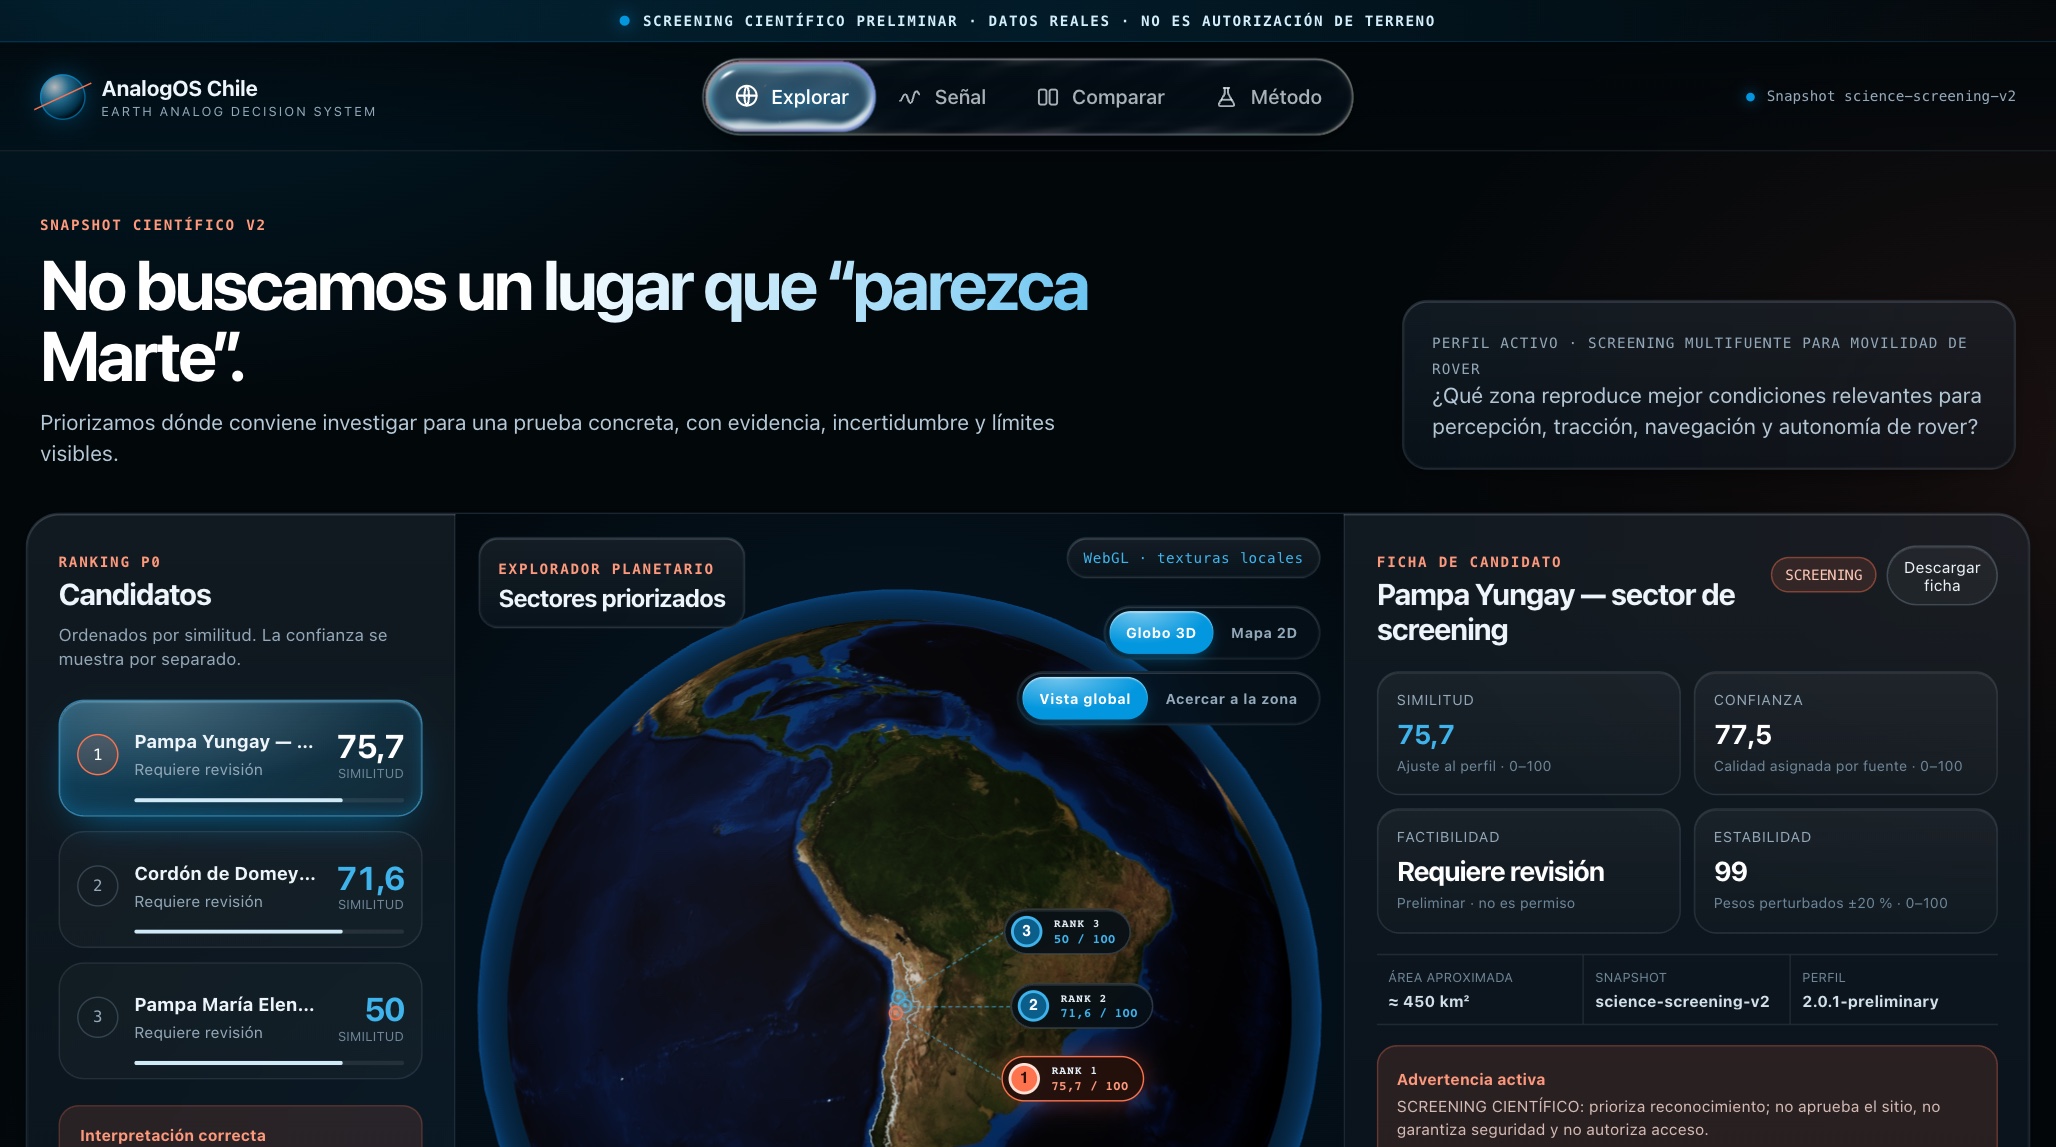 SCREENING CIENTÍFICO PRELIMINAR · DATOS REALES · NO ES AUTORIZACIÓN DE TERRENO
AnalogOS Chile
EARTH ANALOG DECISION SYSTEM
Explorar
Señal
Comparar
Método
Snapshot science-screening-v2
SNAPSHOT CIENTÍFICO V2
No buscamos un lugar que “parezca
Marte”.
Priorizamos dónde conviene investigar para una prueba concreta, con evidencia, incertidumbre y límites
visibles.
PERFIL ACTIVO · SCREENING MULTIFUENTE PARA MOVILIDAD DE
ROVER
¿Qué zona reproduce mejor condiciones relevantes para
percepción, tracción, navegación y autonomía de rover?
RANKING P0
Candidatos
Ordenados por similitud. La confianza se
muestra por separado.
1
Pampa Yungay — ...
Requiere revisión
75,7
SIMILITUD
2
Cordón de Domey...
Requiere revisión
71,6
SIMILITUD
3
Pampa María Elen...
Requiere revisión
50
SIMILITUD
Interpretación correcta
EXPLORADOR PLANETARIO
Sectores priorizados
WebGL · texturas locales
Globo 3D
Mapa 2D
Vista global
Acercar a la zona
3
RANK 3
50 / 100
2
RANK 2
71,6 / 100
1
RANK 1
75,7 / 100
FICHA DE CANDIDATO
Pampa Yungay — sector de
screening
SCREENING
Descargar
ficha
SIMILITUD
75,7
Ajuste al perfil · 0–100
CONFIANZA
77,5
Calidad asignada por fuente · 0–100
FACTIBILIDAD
Requiere revisión
Preliminar · no es permiso
ESTABILIDAD
99
Pesos perturbados ±20 % · 0–100
ÁREA APROXIMADA
≈ 450 km²
SNAPSHOT
science-screening-v2
PERFIL
2.0.1-preliminary
Advertencia activa
SCREENING CIENTÍFICO: prioriza reconocimiento; no aprueba el sitio, no
garantiza seguridad y no autoriza acceso.